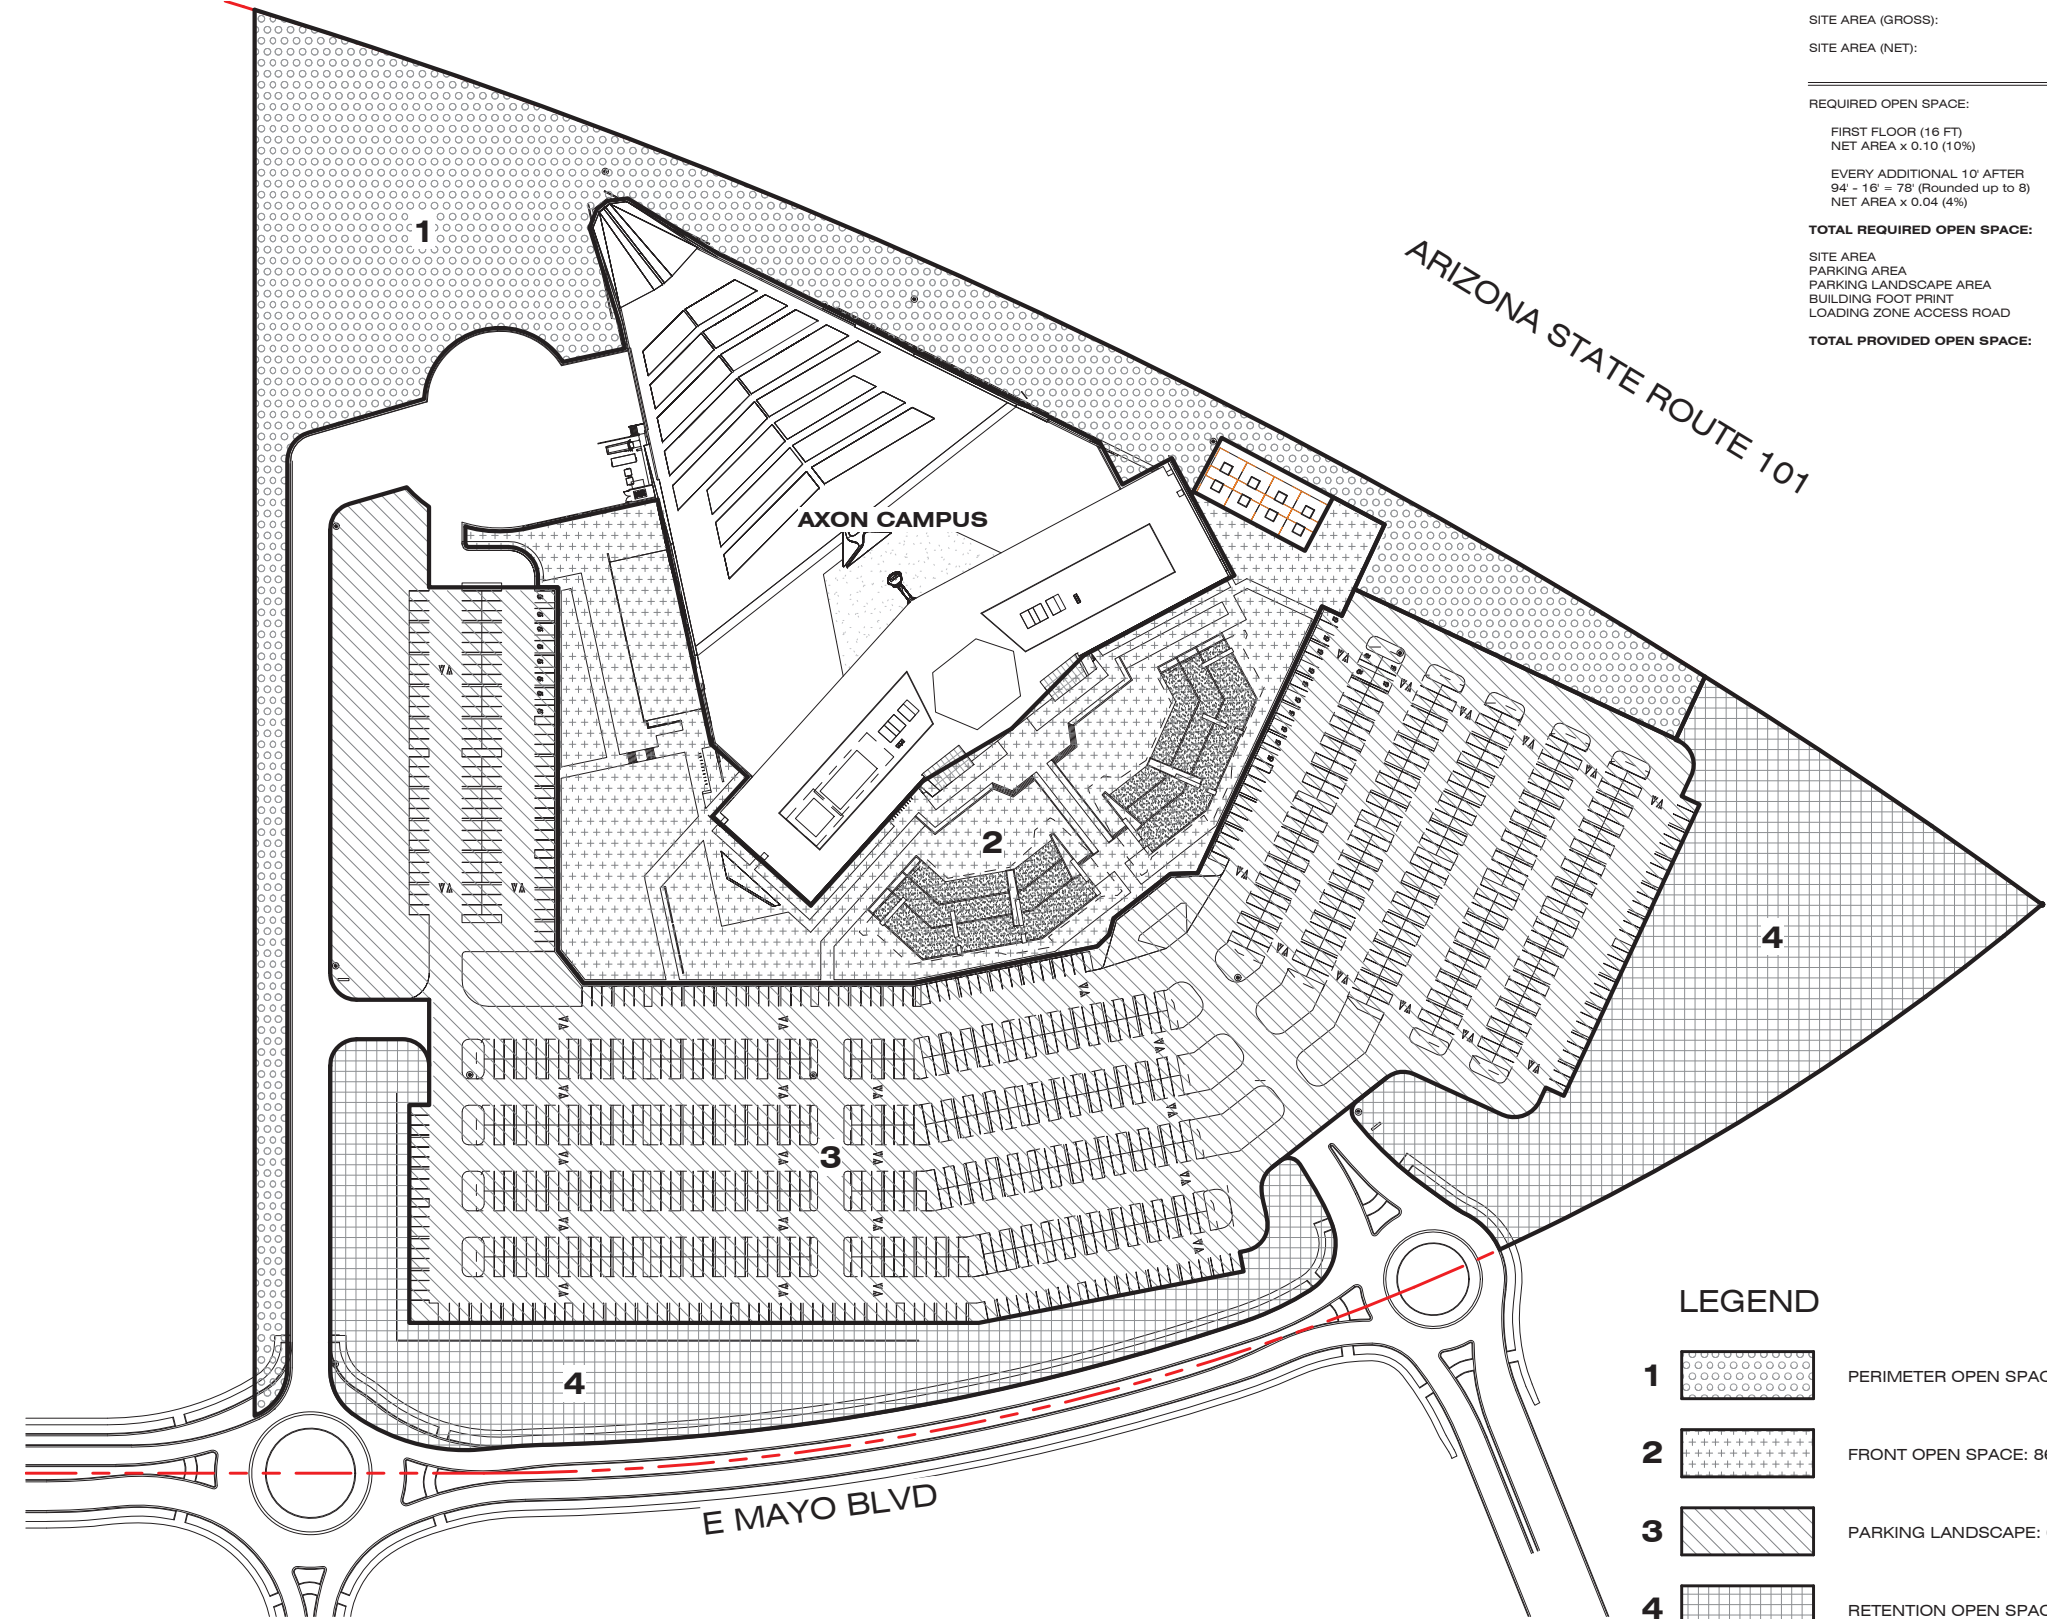 SITE AREA (GROSS):
SITE AREA (NET):
REQUIRED OPEN SPACE:
FIRST FLOOR (16 FT)
NET AREA x 0.10 (10%)
EVERY ADDITIONAL 10' AFTER
94' - 16' = 78' (Rounded up to 8)
NET AREA x 0.04 (4%)
TOTAL REQUIRED OPEN SPACE:
SITE AREA
PARKING AREA
PARKING LANDSCAPE AREA
BUILDING FOOT PRINT
LOADING ZONE ACCESS ROAD
TOTAL PROVIDED OPEN SPACE:
1
ARIZONA STATE ROUTE 101
AXON CAMPUS
2
4
3
4
E MAYO BLVD
LEGEND
1 PERIMETER OPEN SPAC
2 FRONT OPEN SPACE: 86
3 PARKING LANDSCAPE:
4 RETENTION OPEN SPAC